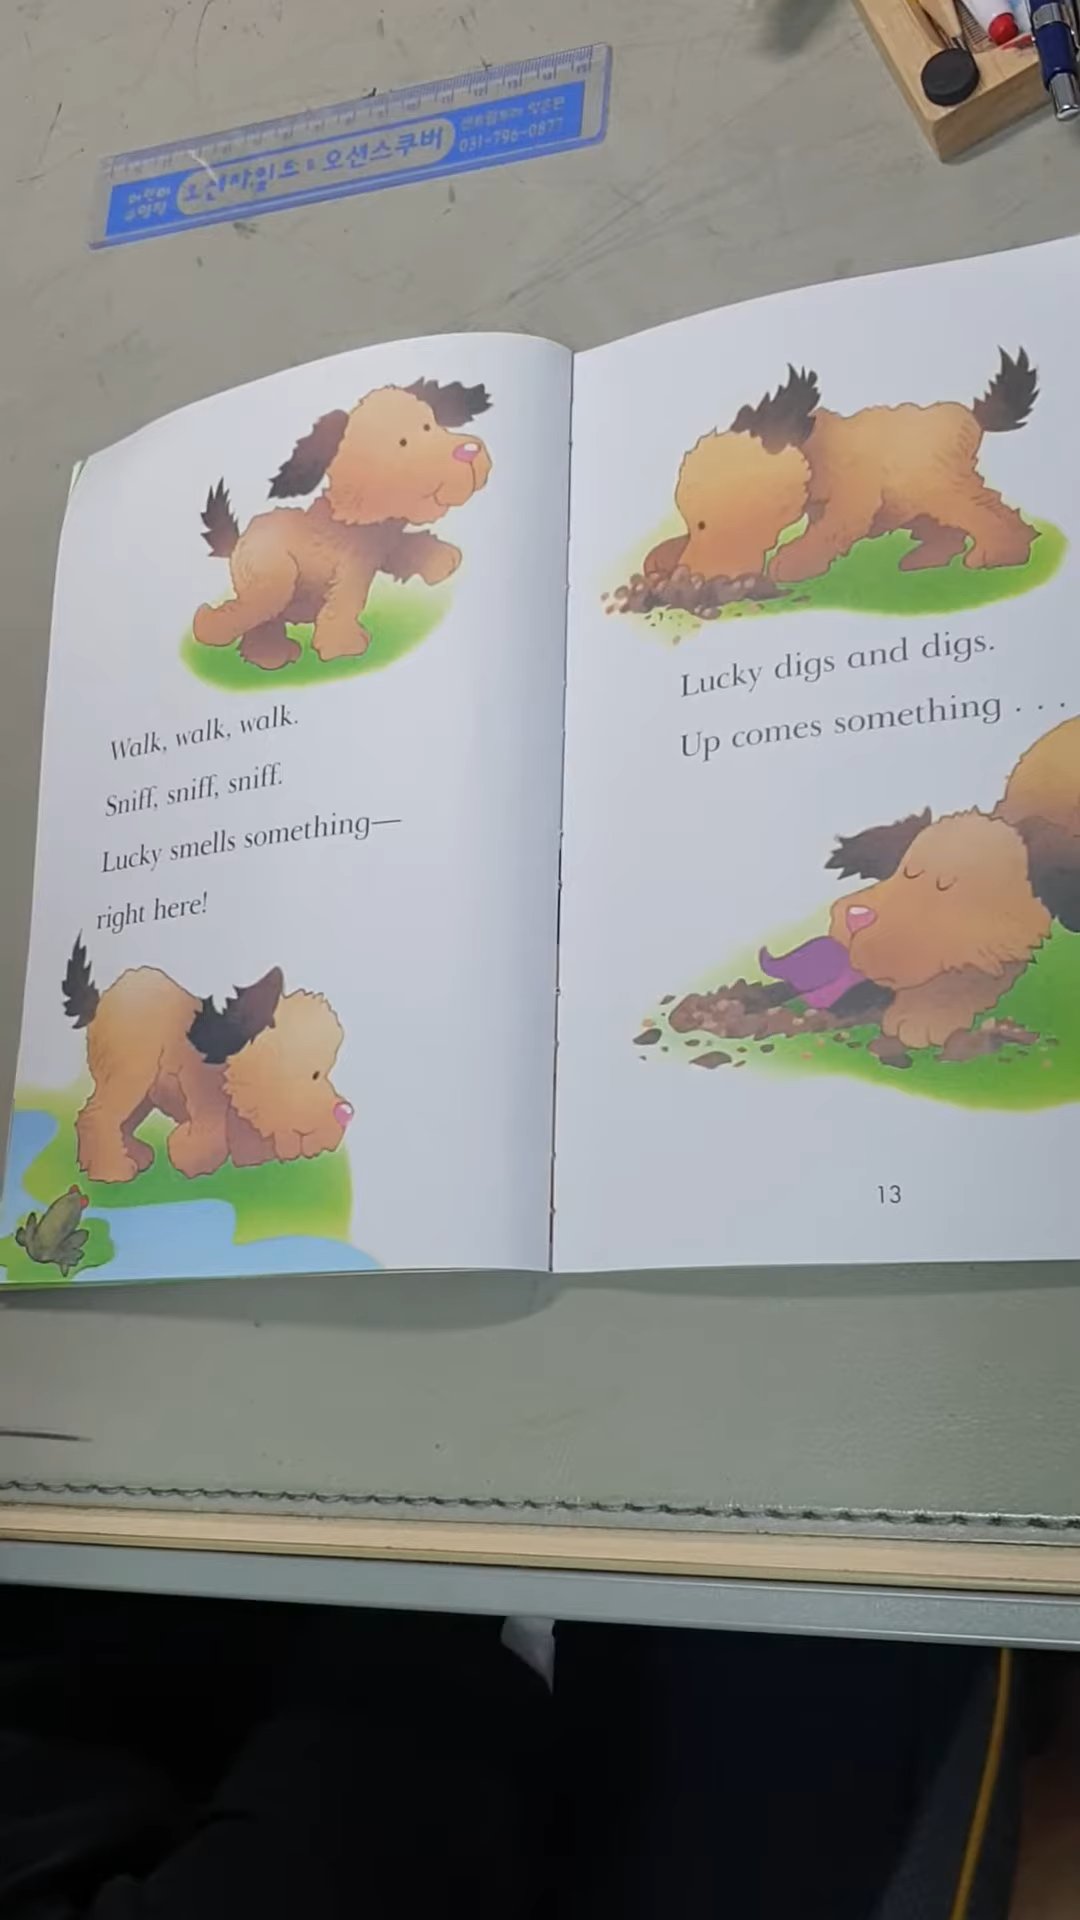 오션스쿠버
031-796-0877
Walk, walk, walk.
Sniff, sniff, sniff.
Lucky smells something—
right here!
Lucky digs and digs.
Up comes something . . .
13